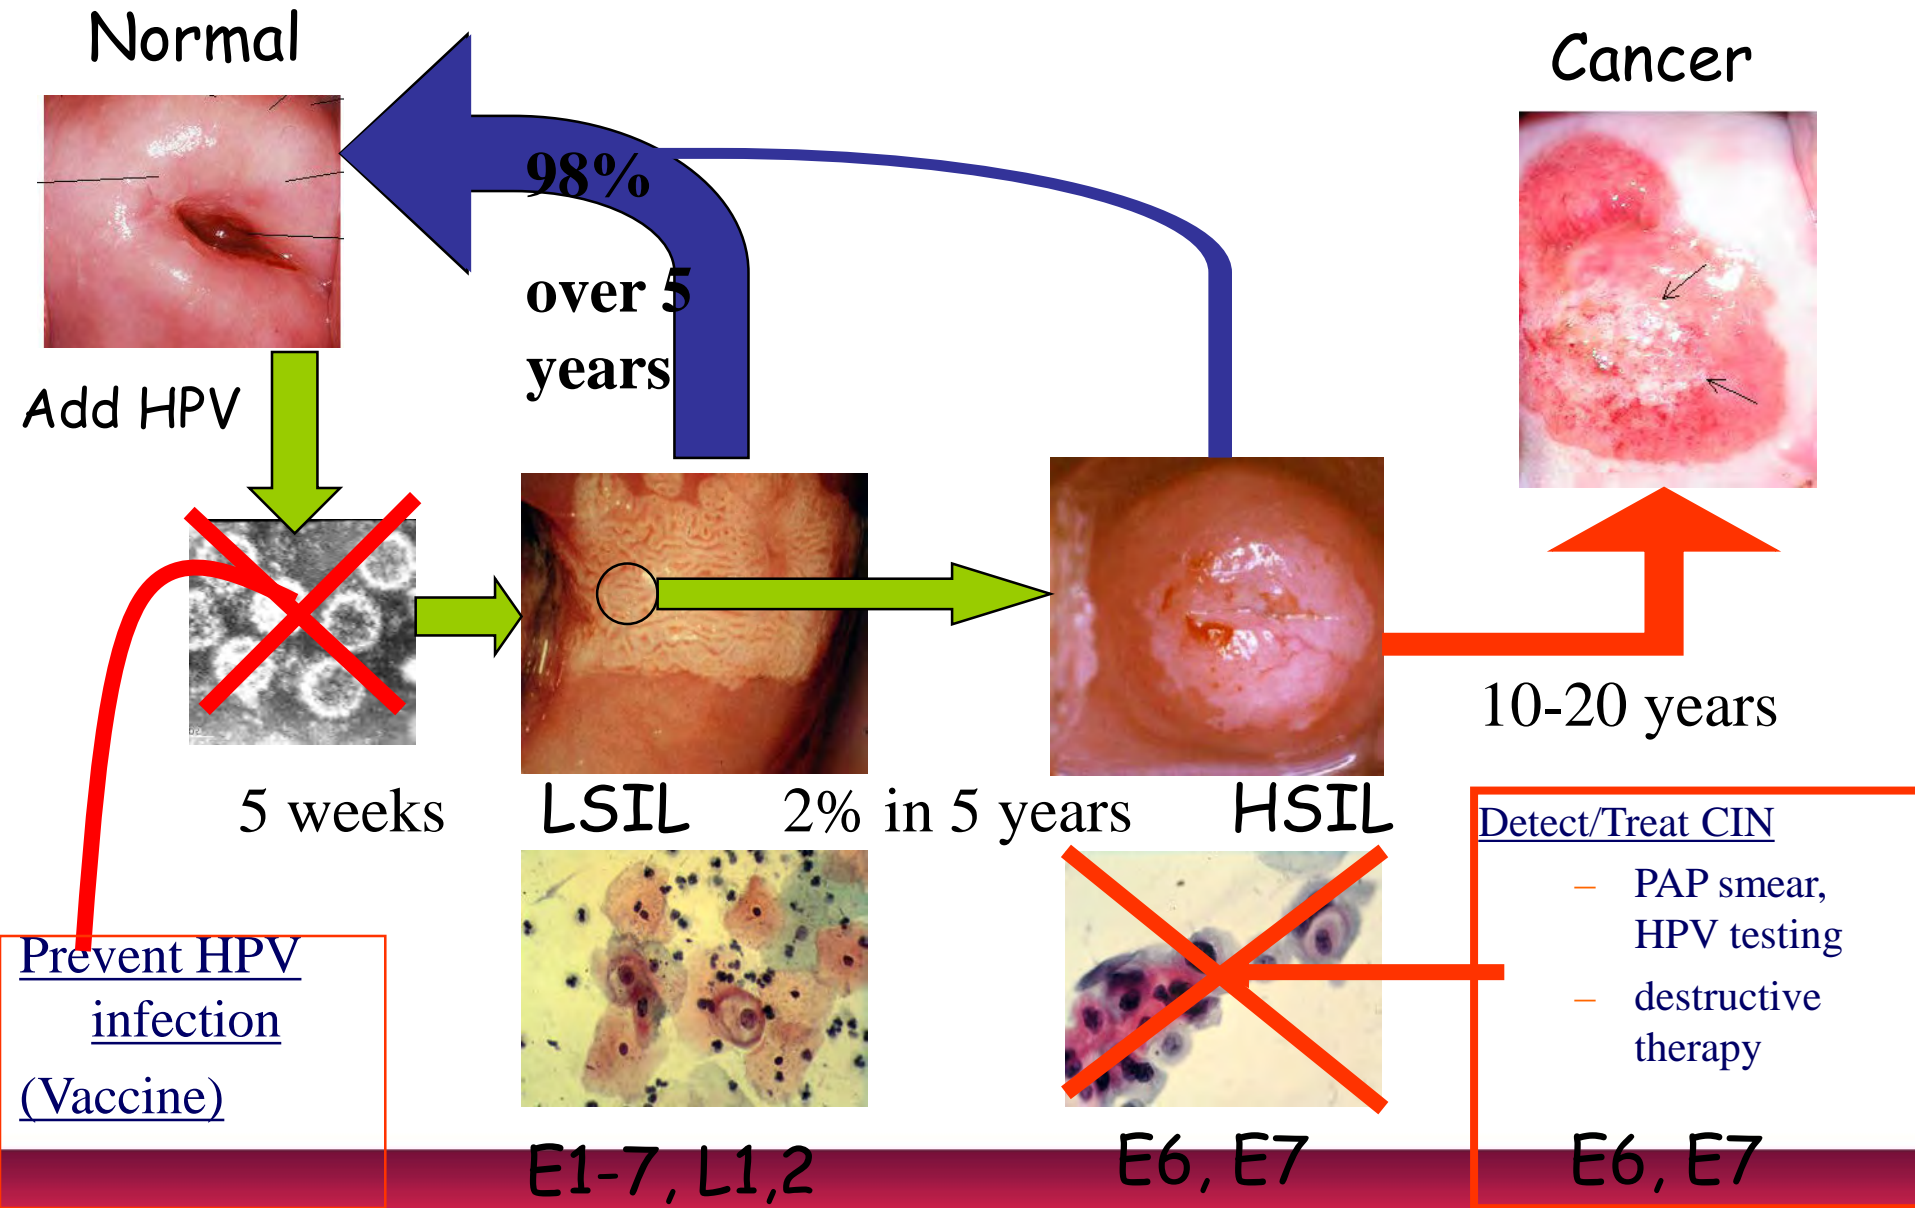 Normal
Cancer
98%
over 5
years
Add HPV
10-20 years
5 weeks
LSIL
2% in 5 years
HSIL
Detect/Treat CIN
– PAP smear,
HPV testing
– destructive
therapy
Prevent HPV
infection
(Vaccine)
E1-7, L1,2
E6, E7
E6, E7